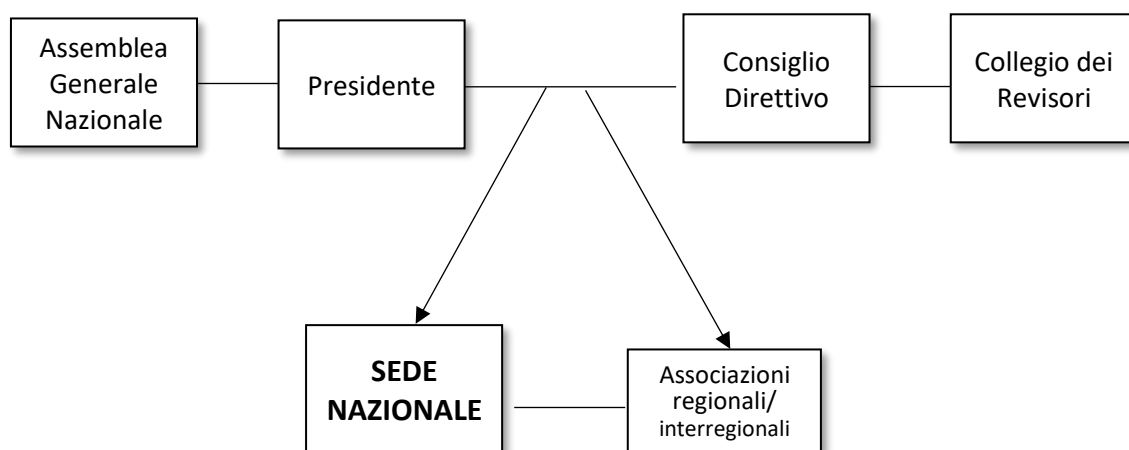 Assemblea
Generale
Nazionale
Presidente
Consiglio
Direttivo
Collegio dei
Revisori
SEDE
NAZIONALE
Associazioni
regionali/
interregionali